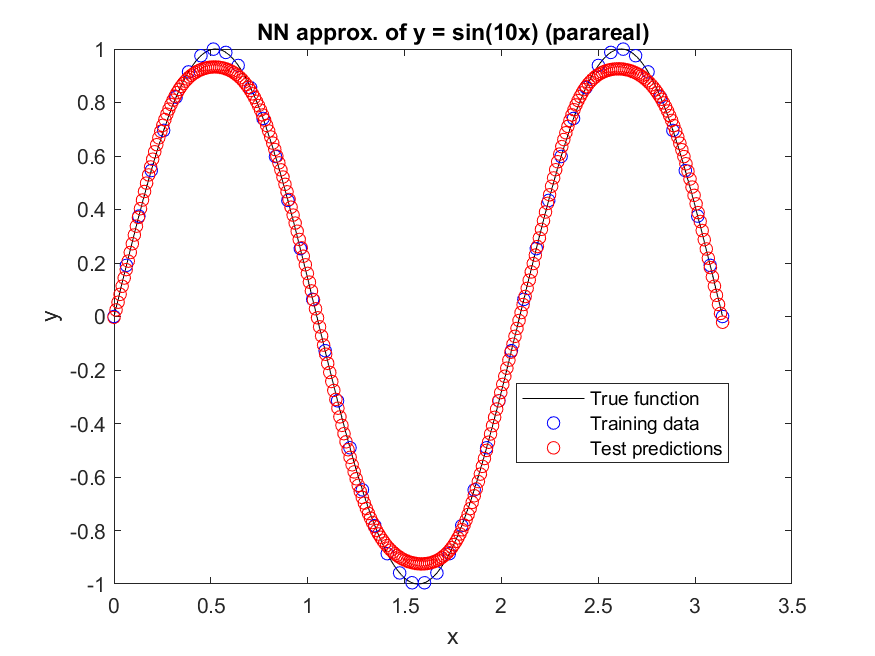 NN approx. of y = sin(10x) (parareal)
1
0.8
0.6
0.4
0.2
0
-0.2
-0.4
-0.6
-0.8
-1
y
True function
Training data
Test predictions
0 0.5 1 1.5 2 2.5 3 3.5
x